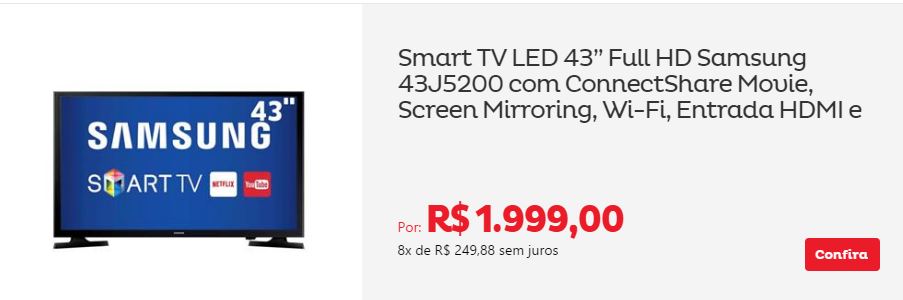 43"
SAMSUNG
SMART TV NETFLIX YouTube
SAMSUNG
Smart TV LED 43” Full HD Samsung
43J5200 com ConnectShare Movie,
Screen Mirroring, Wi-Fi, Entrada HDMI e
Por: R$ 1.999,00
8x de R$ 249,88 sem juros
Confira